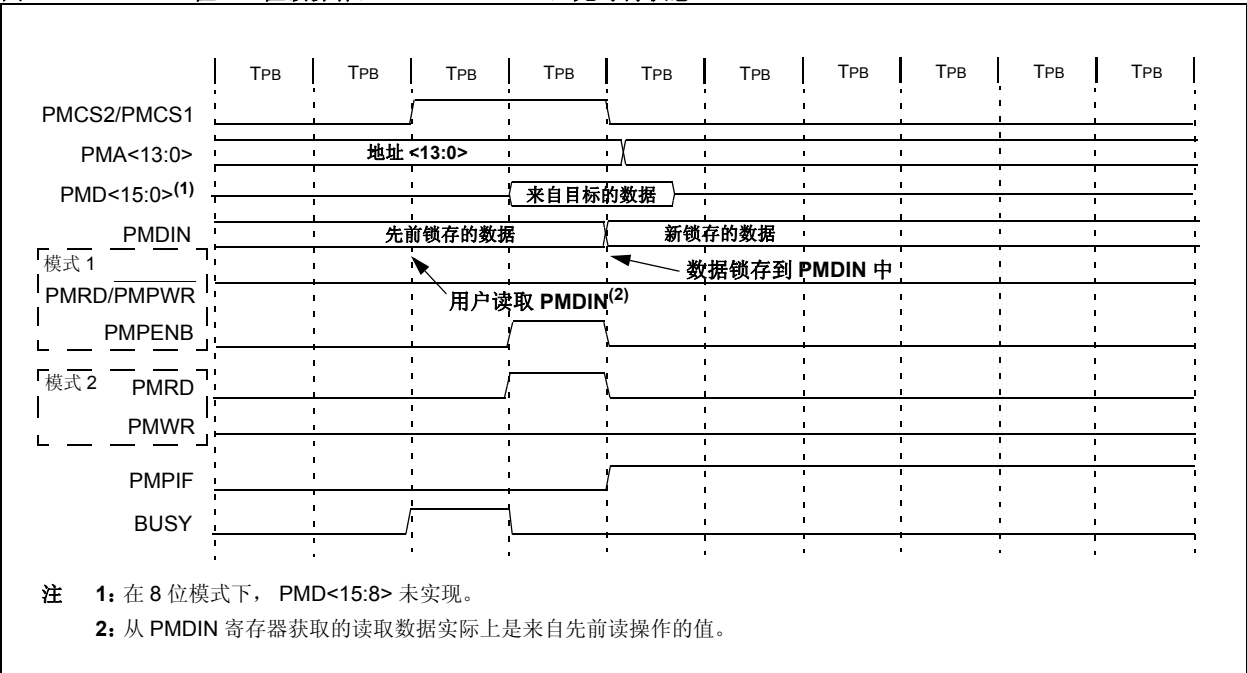 TPB TPB TPB TPB TPB TPB TPB TPB TPB TPB
PMCS2/PMCS1
PMA<13:0> 地址 <13:0>
PMD<15:0>(1) 来自目标的数据
PMDIN 先前锁存的数据 新锁存的数据
模式 1
数据锁存到 PMDIN 中
PMRD/PMPWR
用户读取 PMDIN(2)
PMPENB
模式 2
PMRD
PMWR
PMPIF
BUSY
注 1: 在 8 位模式下， PMD<15:8> 未实现。
2: 从 PMDIN 寄存器获取的读取数据实际上是来自先前读操作的值。